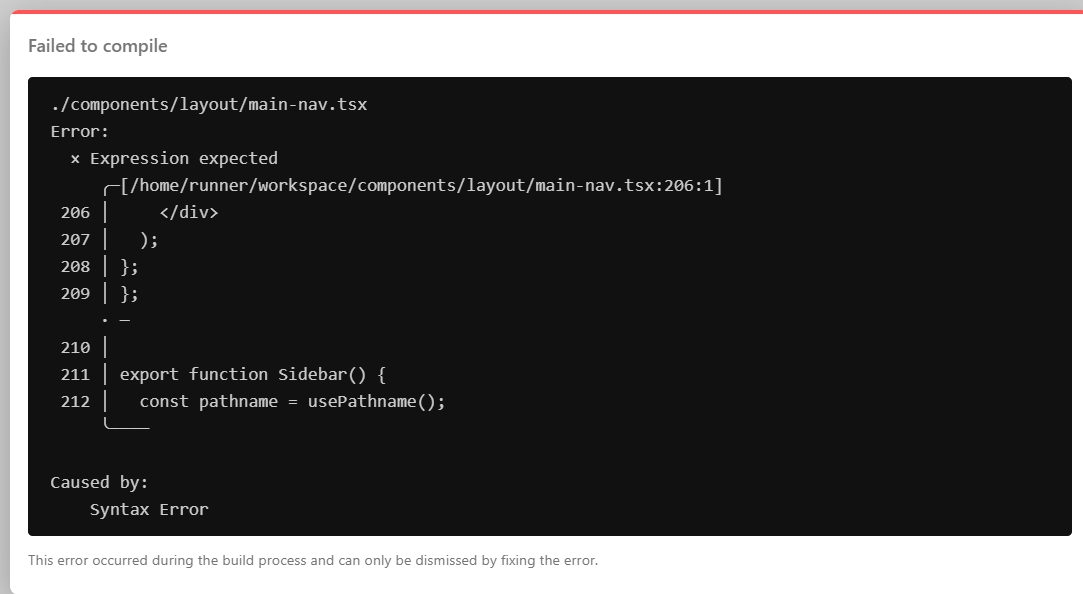 Failed to compile
./components/layout/main-nav.tsx
Error:
  × Expression expected
     ╭─[/home/runner/workspace/components/layout/main-nav.tsx:206:1]
 206 │     </div>
 207 │   );
 208 │ };
 209 │ };
     · ─
 210 │
 211 │ export function Sidebar() {
 212 │   const pathname = usePathname();
     ╰────
Caused by:
    Syntax Error
This error occurred during the build process and can only be dismissed by fixing the error.